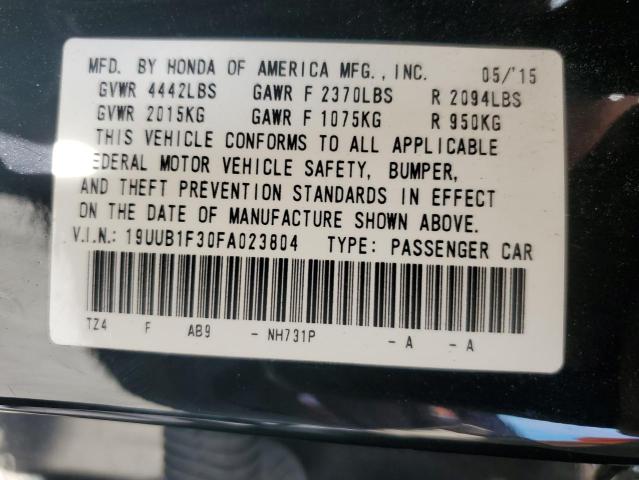 MFD. BY HONDA OF AMERICA MFG., INC. 05/'15
GVWR 4442LBS GAWR F 2370LBS R 2094LBS
GVWR 2015KG GAWR F 1075KG R 950KG
THIS VEHICLE CONFORMS TO ALL APPLICABLE
FEDERAL MOTOR VEHICLE SAFETY, BUMPER,
AND THEFT PREVENTION STANDARDS IN EFFECT
ON THE DATE OF MANUFACTURE SHOWN ABOVE.
V.I.N.: 19UUB1F30FA023804 TYPE: PASSENGER CAR
TZ4 F AB9 - NH731P - A - A